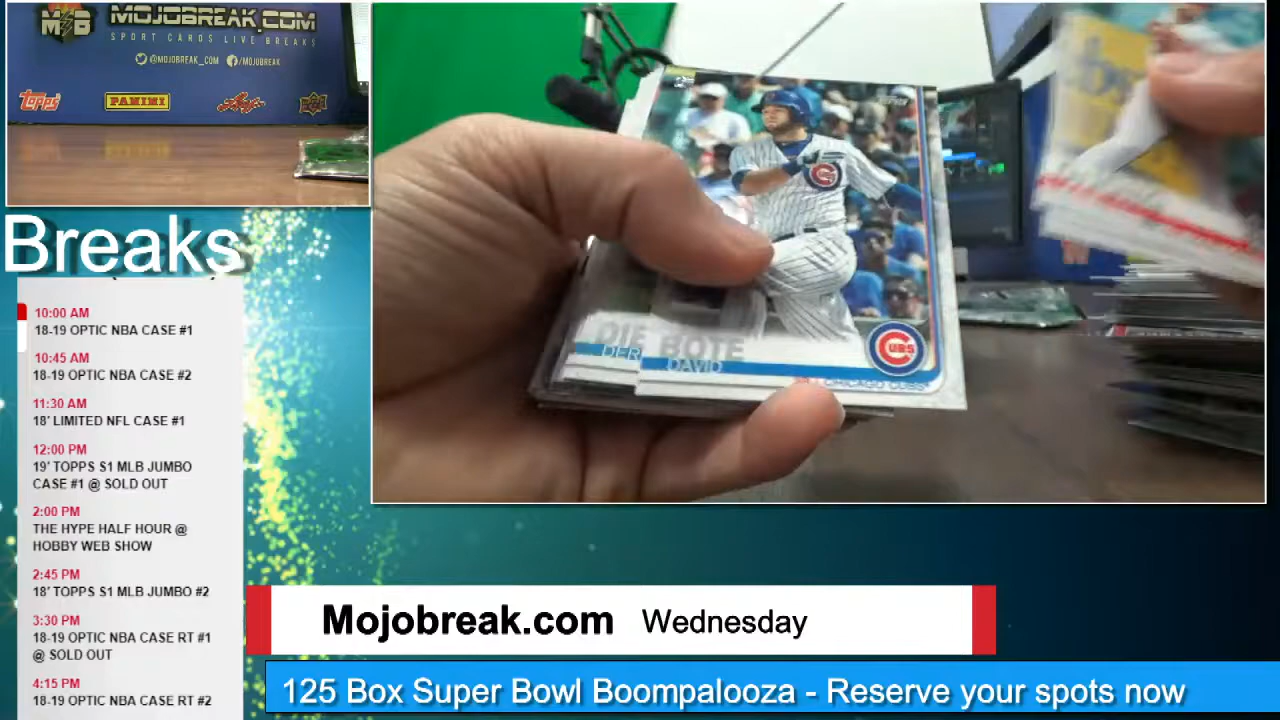 MOJOBREAK.COM
SPORT CARDS LIVE BREAKS
@MOJOBREAK_COM /MOJOBREAK
TOPPS PANINI Leaf
Breaks
10:00 AM
18-19 OPTIC NBA CASE #1
10:45 AM
18-19 OPTIC NBA CASE #2
11:30 AM
18' LIMITED NFL CASE #1
12:00 PM
19' TOPPS S1 MLB JUMBO
CASE #1 @ SOLD OUT
2:00 PM
THE HYPE HALF HOUR @
HOBBY WEB SHOW
2:45 PM
18' TOPPS S1 MLB JUMBO #2
3:30 PM
18-19 OPTIC NBA CASE RT #1
@ SOLD OUT
4:15 PM
18-19 OPTIC NBA CASE RT #2
DIE BOTE
DER DAVID
CUBS
CHICAGO CUBS
Mojobreak.com Wednesday
125 Box Super Bowl Boompalooza - Reserve your spots now